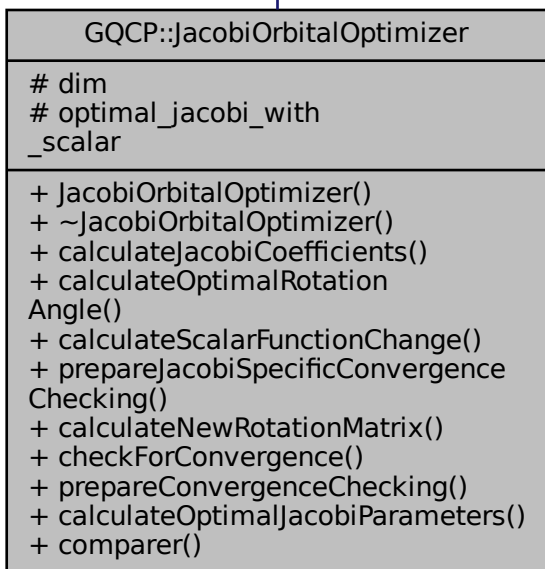 GQCP::JacobiOrbitalOptimizer
# dim
# optimal_jacobi_with
_scalar
+ JacobiOrbitalOptimizer()
+ ~JacobiOrbitalOptimizer()
+ calculateJacobiCoefficients()
+ calculateOptimalRotation
Angle()
+ calculateScalarFunctionChange()
+ prepareJacobiSpecificConvergence
Checking()
+ calculateNewRotationMatrix()
+ checkForConvergence()
+ prepareConvergenceChecking()
+ calculateOptimalJacobiParameters()
+ comparer()